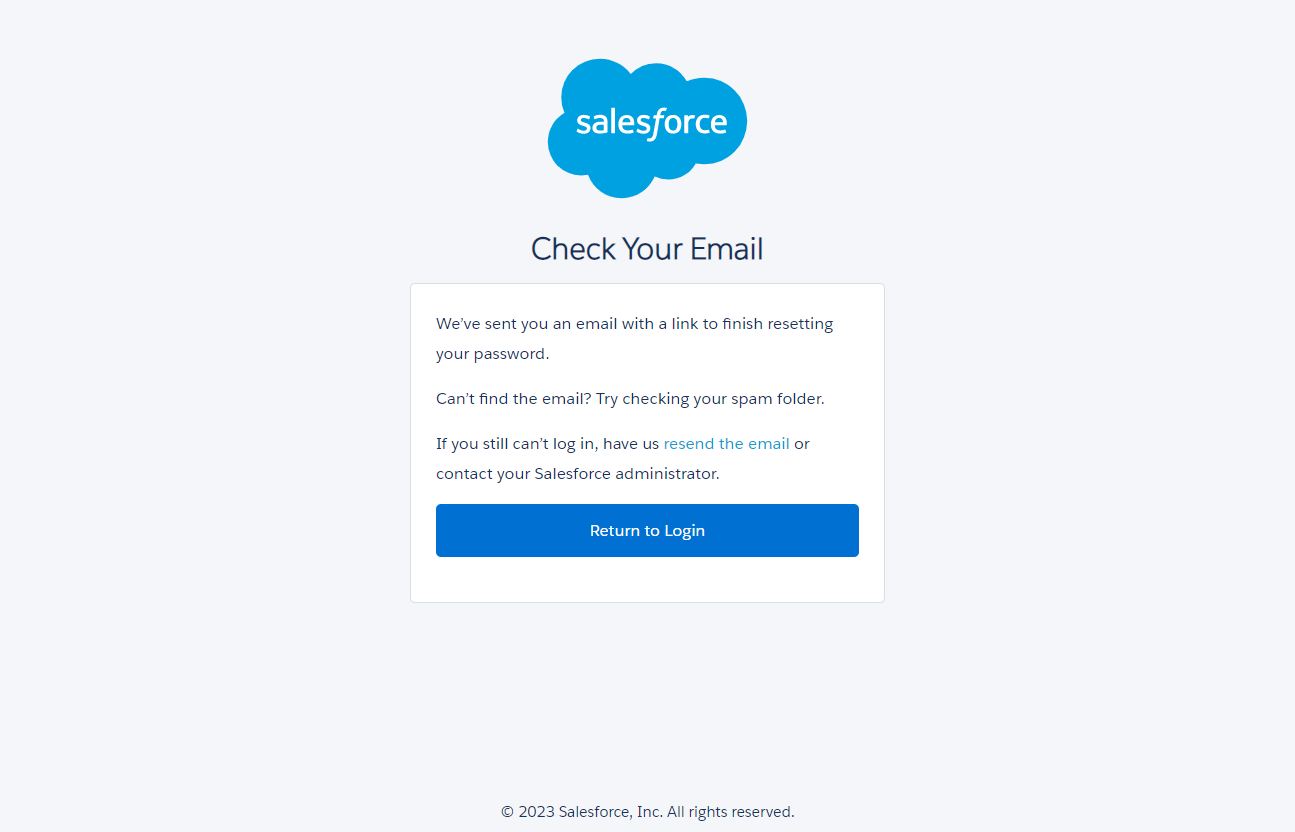 salesforce
Check Your Email
We’ve sent you an email with a link to finish resetting
your password.
Can’t find the email? Try checking your spam folder.
If you still can’t log in, have us resend the email or
contact your Salesforce administrator.
Return to Login
© 2023 Salesforce, Inc. All rights reserved.